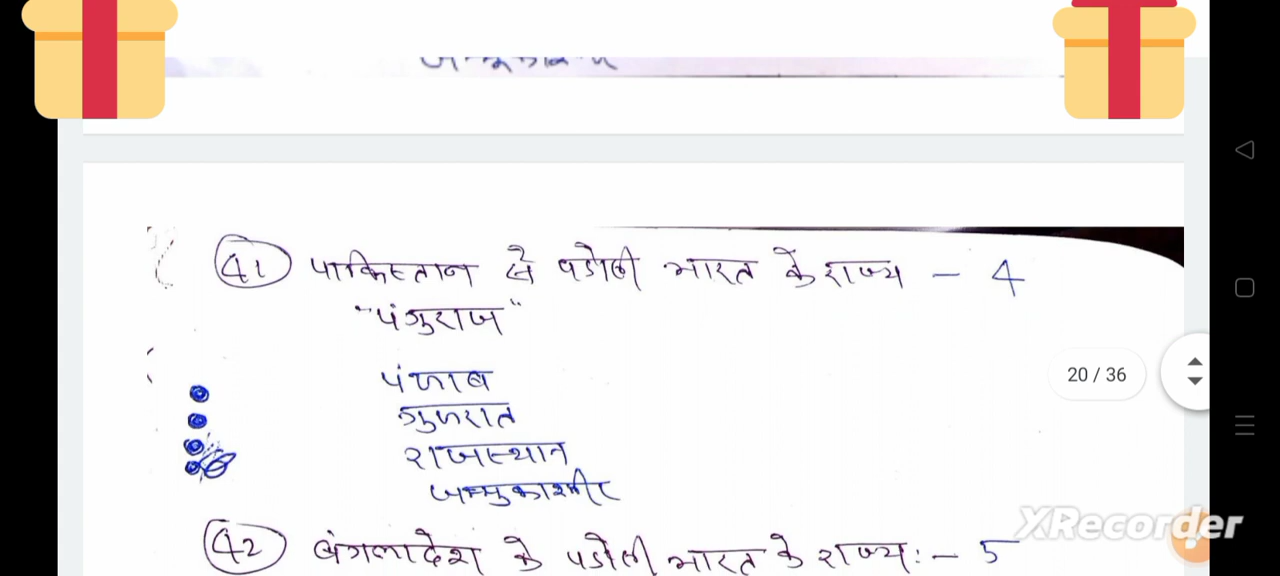 41 पाकिस्तान से पडोसी भारत के राज्य - 4
"पंगुराज"
पंजाब
गुजरात
राजस्थान
जम्मुकाश्मीर
20 / 36
42 बंगलादेश के पडोसी भारत के राज्य :- 5
XRecorder